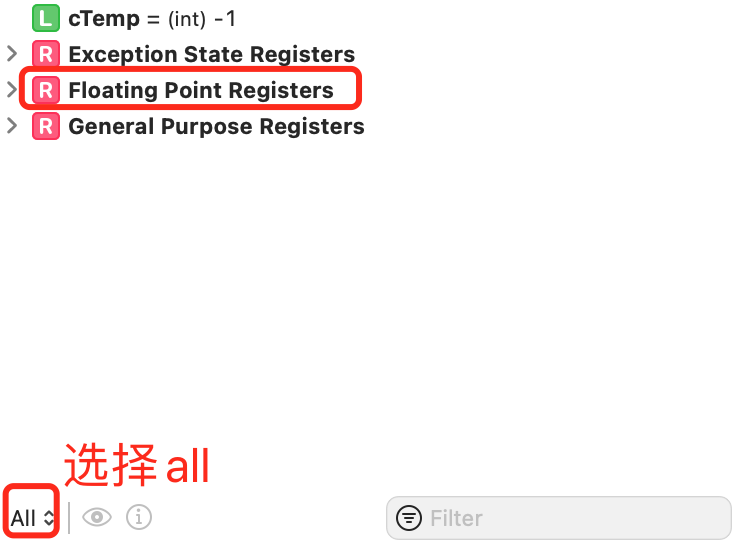 L cTemp = (int) -1
R Exception State Registers
R Floating Point Registers
R General Purpose Registers
选择all
All
Filter